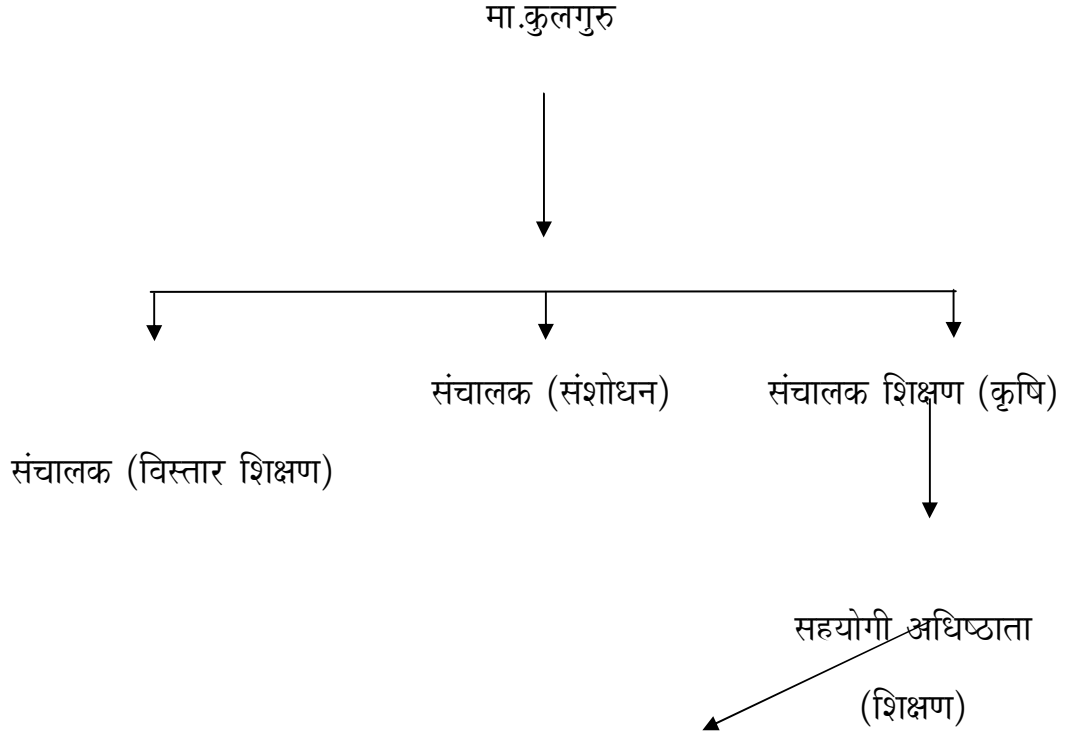 मा.कुलगुरु
संचालक (संशोधन) संचालक शिक्षण (कृषि)
संचालक (विस्तार शिक्षण)
सहयोगी अधिष्ठाता
(शिक्षण)